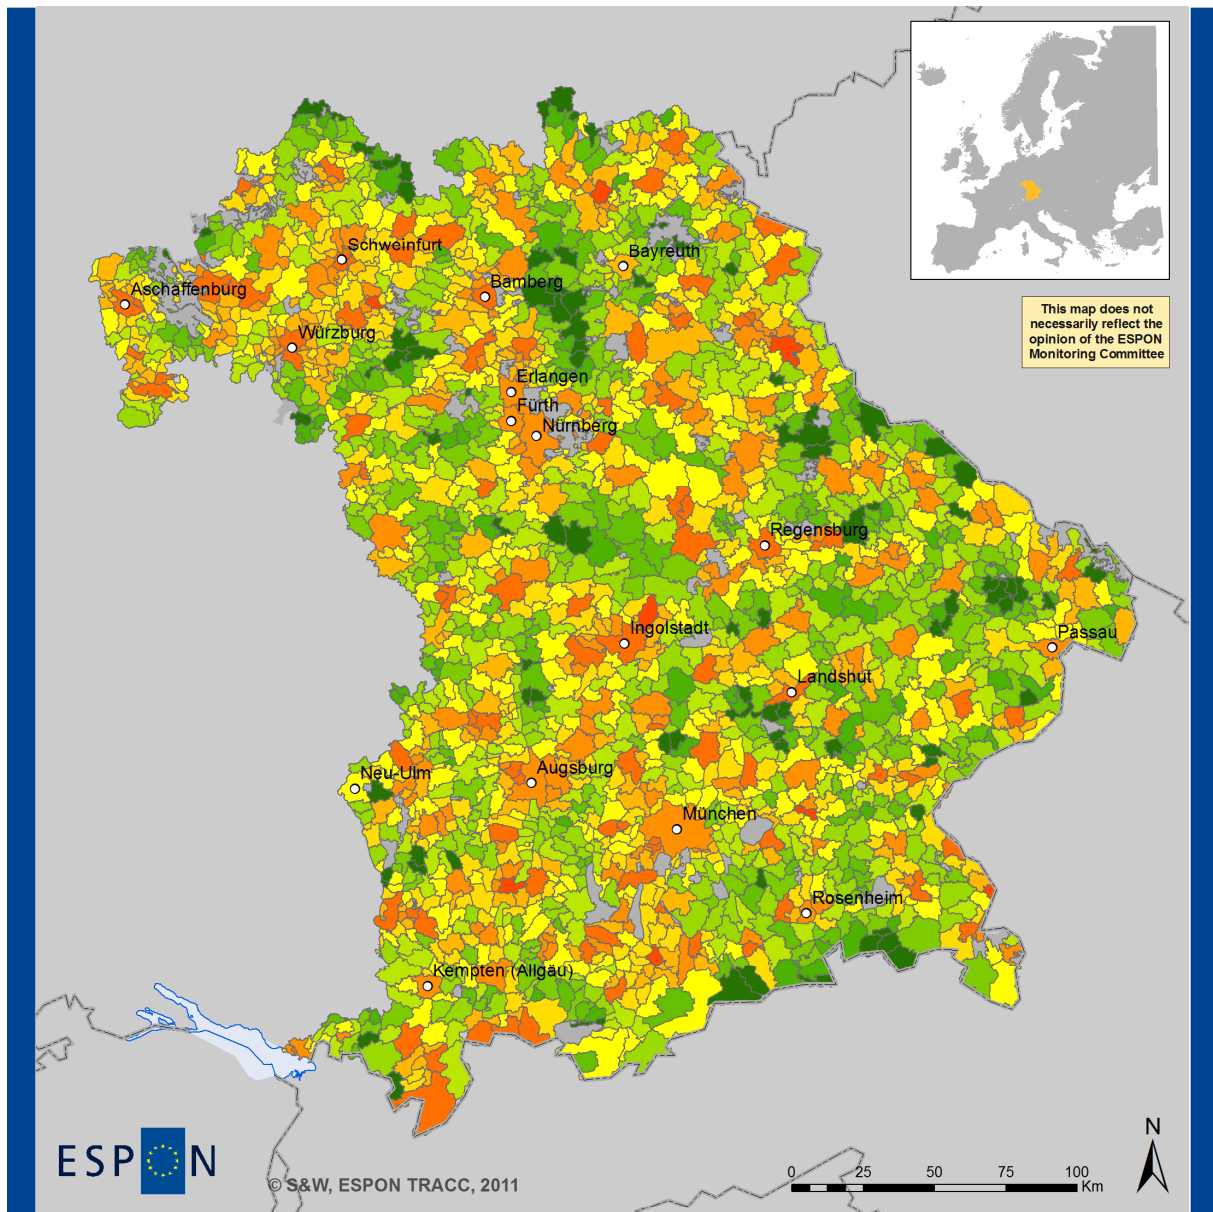 This map does not
necessarily reflect the
opinion of the ESPON
Monitoring Committee
Schweinfurt
Bayreuth
Aschaffenburg
Bamberg
Würzburg
Erlangen
Fürth
Nürnberg
Regensburg
Ingolstadt
Passau
Landshut
Neu-Ulm
Augsburg
München
Rosenheim
Kempten (Allgäu)
ESPON
© S&W, ESPON TRACC, 2011
N
0 25 50 75 100
Km